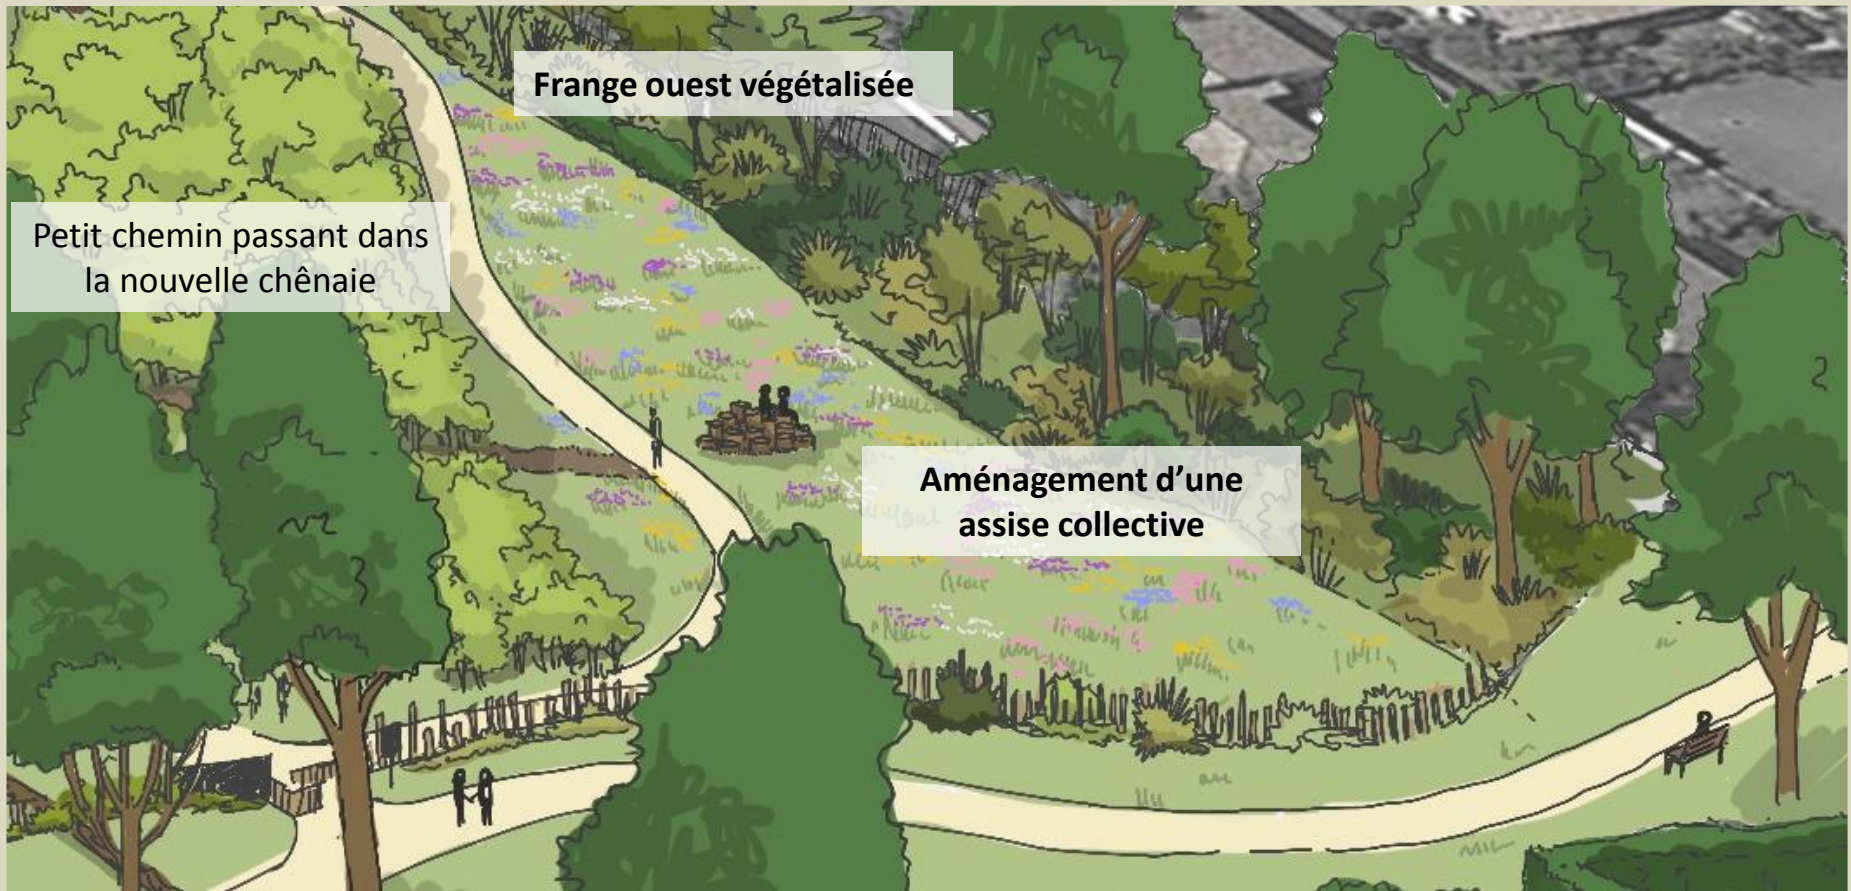 Frange ouest végétalisée
Petit chemin passant dans
la nouvelle chênaie
Aménagement d’une
assise collective